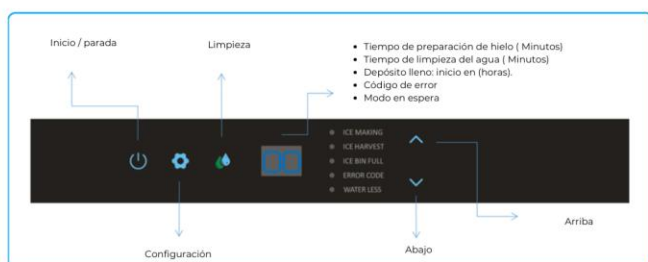 Inicio / parada
Limpieza
Tiempo de preparación de hielo ( Minutos)
Tiempo de limpieza del agua ( Minutos)
Depósito lleno: inicio en (horas).
Código de error
Modo en espera
ICE MAKING
ICE HARVEST
ICE BIN FULL
ERROR CODE
WATER LESS
Arriba
Configuración
Abajo